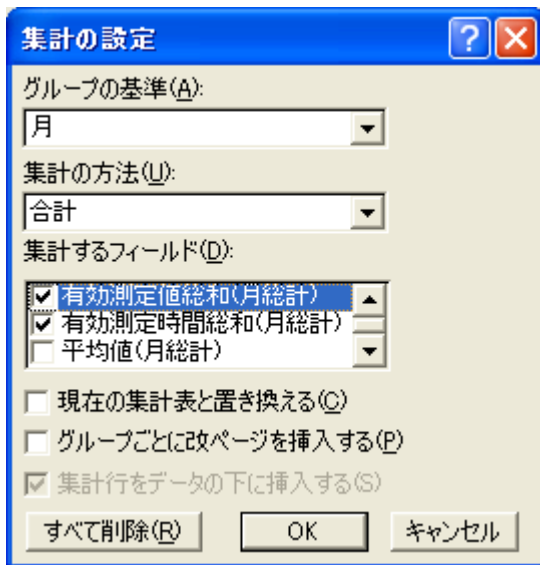 集計の設定
グループの基準(A):
月
集計の方法(U):
合計
集計するフィールド(D):
有効測定値総和(月総計)
有効測定時間総和(月総計)
平均値(月総計)
現在の集計表と置き換える(C)
グループごとに改ページを挿入する(P)
集計行をデータの下に挿入する(S)
すべて削除(R) OK キャンセル